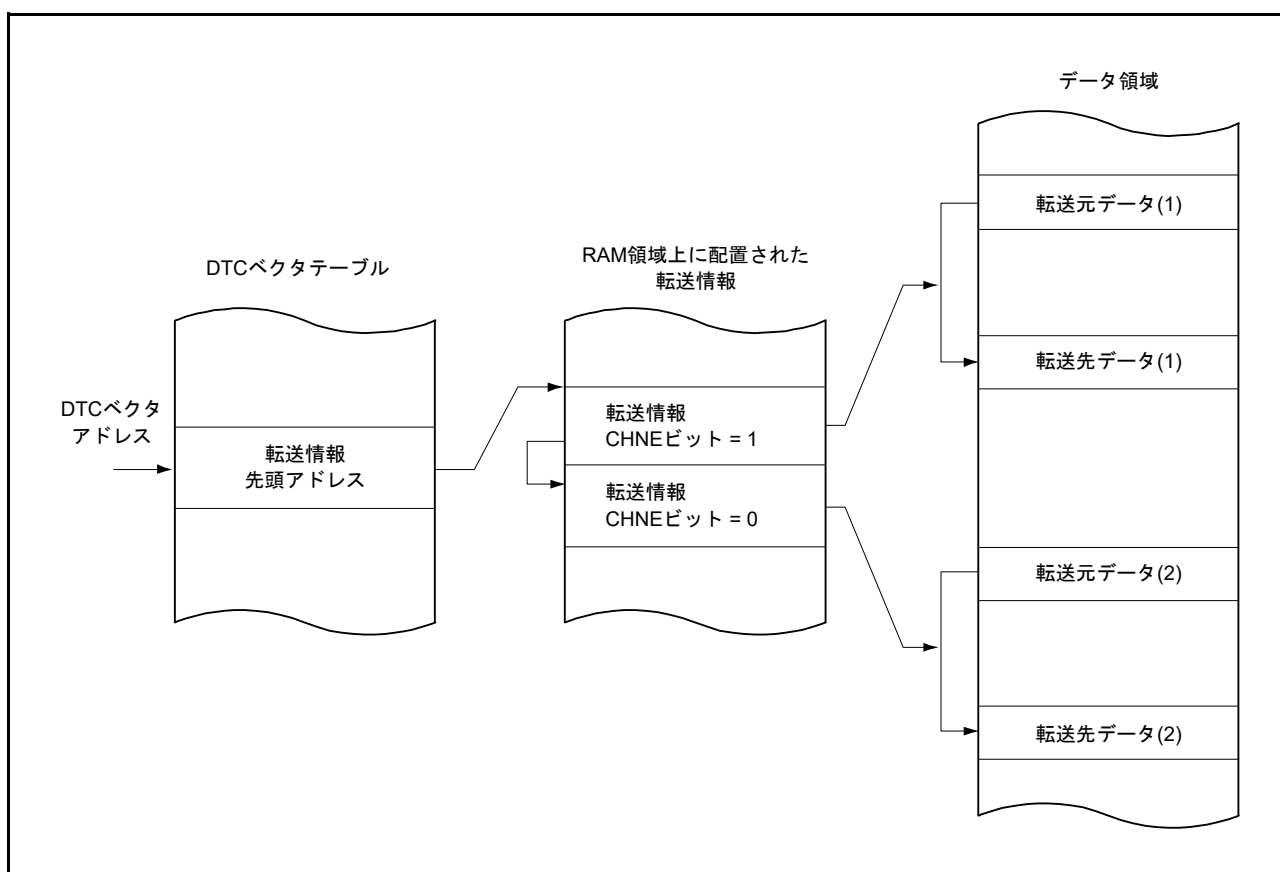 データ領域
転送元データ(1)
転送先データ(1)
転送元データ(2)
転送先データ(2)
RAM領域上に配置された
転送情報
転送情報
CHNEビット = 1
転送情報
CHNEビット = 0
DTCベクタテーブル
DTCベクタ
アドレス
転送情報
先頭アドレス